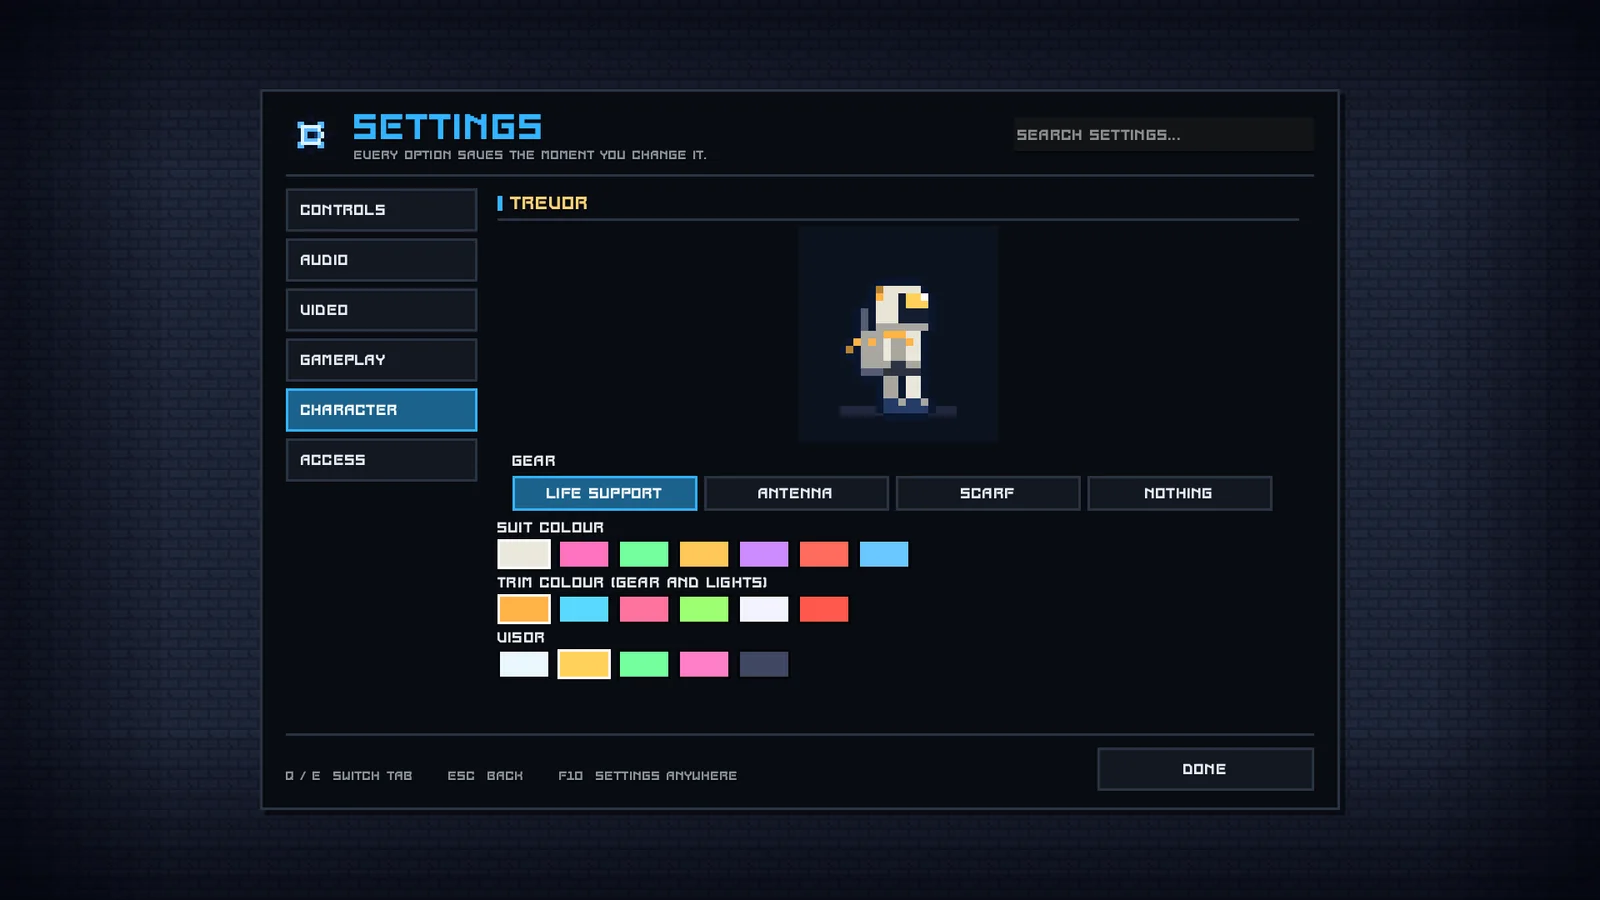 SETTINGS
EVERY OPTION SAVES THE MOMENT YOU CHANGE IT.
SEARCH SETTINGS...
CONTROLS
AUDIO
VIDEO
GAMEPLAY
CHARACTER
ACCESS
TREVOR
GEAR
LIFE SUPPORT
ANTENNA
SCARF
NOTHING
SUIT COLOUR
TRIM COLOUR (GEAR AND LIGHTS)
VISOR
Q / E SWITCH TAB
ESC BACK
F10 SETTINGS ANYWHERE
DONE